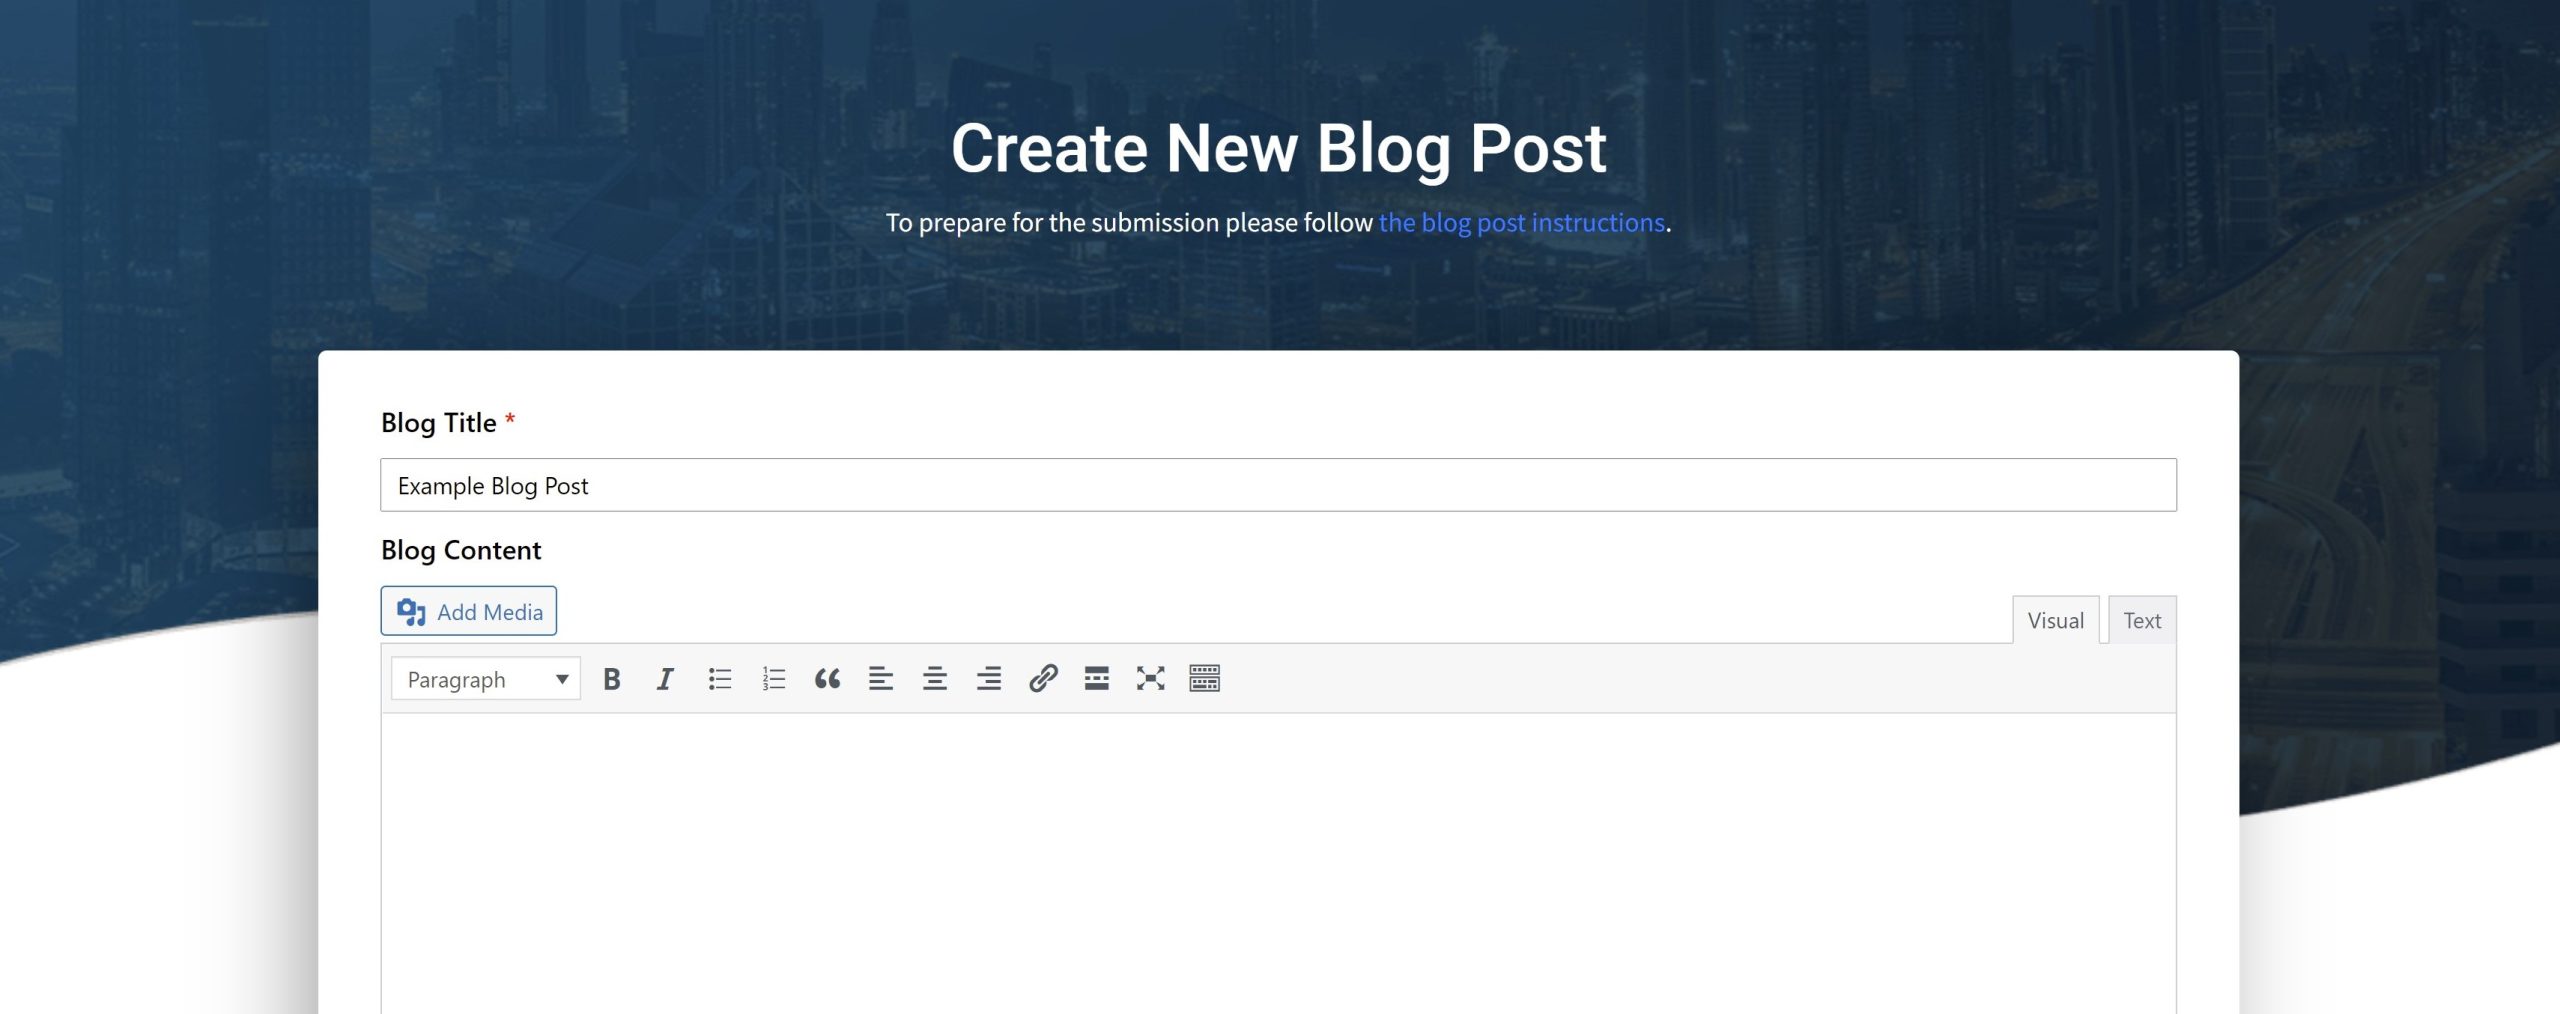 Create New Blog Post
To prepare for the submission please follow the blog post instructions.
Blog Title *
Example Blog Post
Blog Content
Add Media
Visual
Text
Paragraph